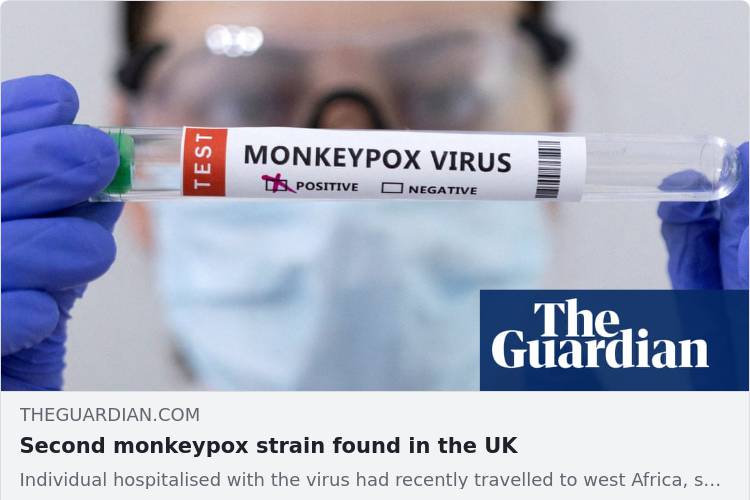 TEST
MONKEYPOX VIRUS
POSITIVE
NEGATIVE
The
Guardian
THEGUARDIAN.COM
Second monkeypox strain found in the UK
Individual hospitalised with the virus had recently travelled to west Africa, s...